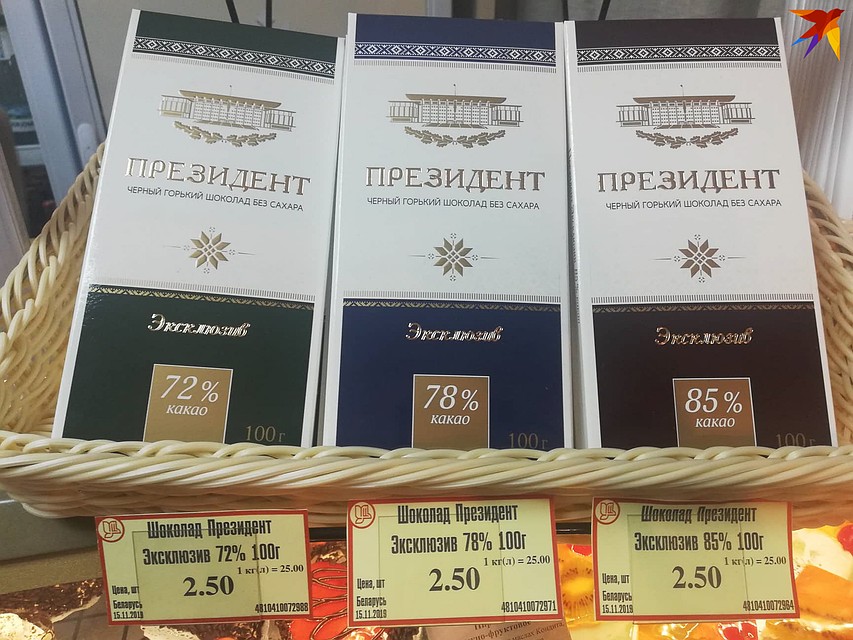 ПРЕЗИДЕНТ
ЧЕРНЫЙ ГОРЬКИЙ ШОКОЛАД БЕЗ САХАРА
Эксклюзив
72%
какао
100 г
ПРЕЗИДЕНТ
ЧЕРНЫЙ ГОРЬКИЙ ШОКОЛАД БЕЗ САХАРА
Эксклюзив
78%
какао
100 г
ПРЕЗИДЕНТ
ЧЕРНЫЙ ГОРЬКИЙ ШОКОЛАД БЕЗ САХАРА
Эксклюзив
85%
какао
100 г
Шоколад Президент
Эксклюзив 72% 100г
1 кг(л) = 25.00
2.50
Цена, шт
Беларусь
15.11.2019
4810410072988
Шоколад Президент
Эксклюзив 78% 100г
1 кг(л) = 25.00
2.50
Цена, шт
Беларусь
15.11.2019
4810410072971
Шоколад Президент
Эксклюзив 85% 100г
1 кг(л) = 25.00
2.50
Цена, шт
Беларусь
15.11.2019
4810410072964